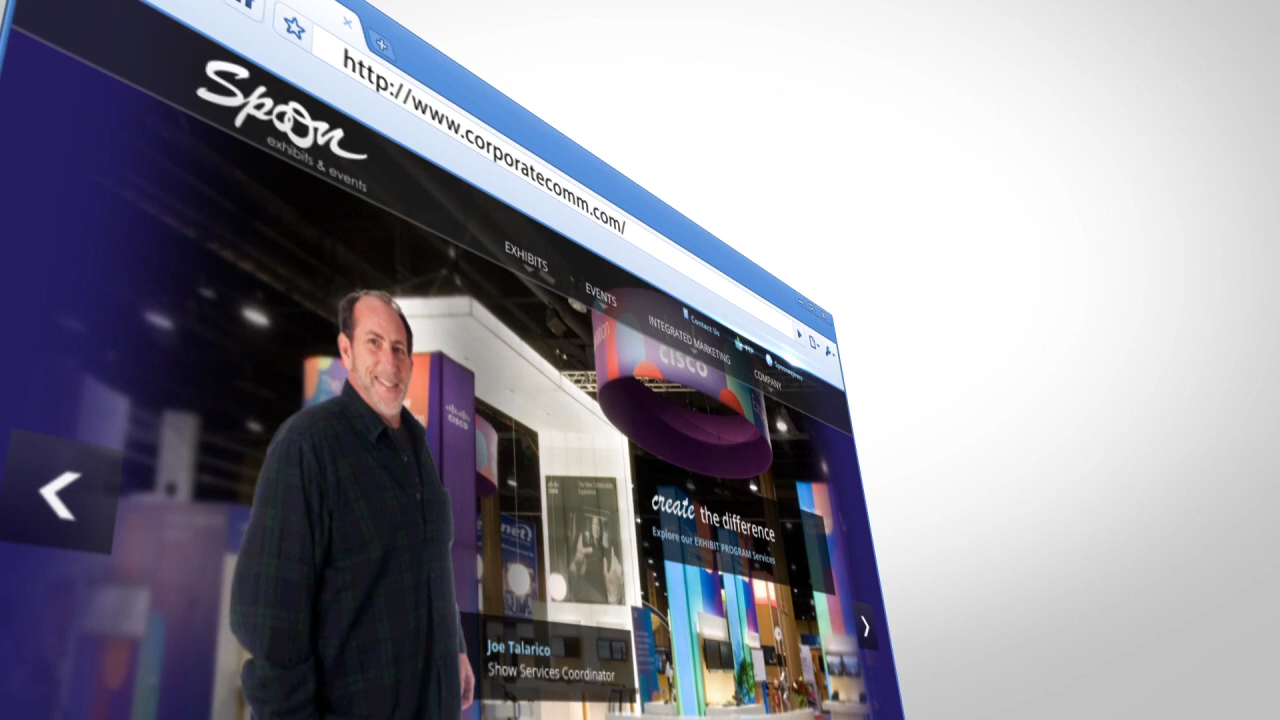 http://www.corporatecomm.com/
Spoon
exhibits & events
EXHIBITS
EVENTS
Contact Us
INTEGRATED MARKETING
COMPANY
CISCO
CISCO
create the difference
Explore our EXHIBIT PROGRAM Services
Joe Talarico
Show Services Coordinator